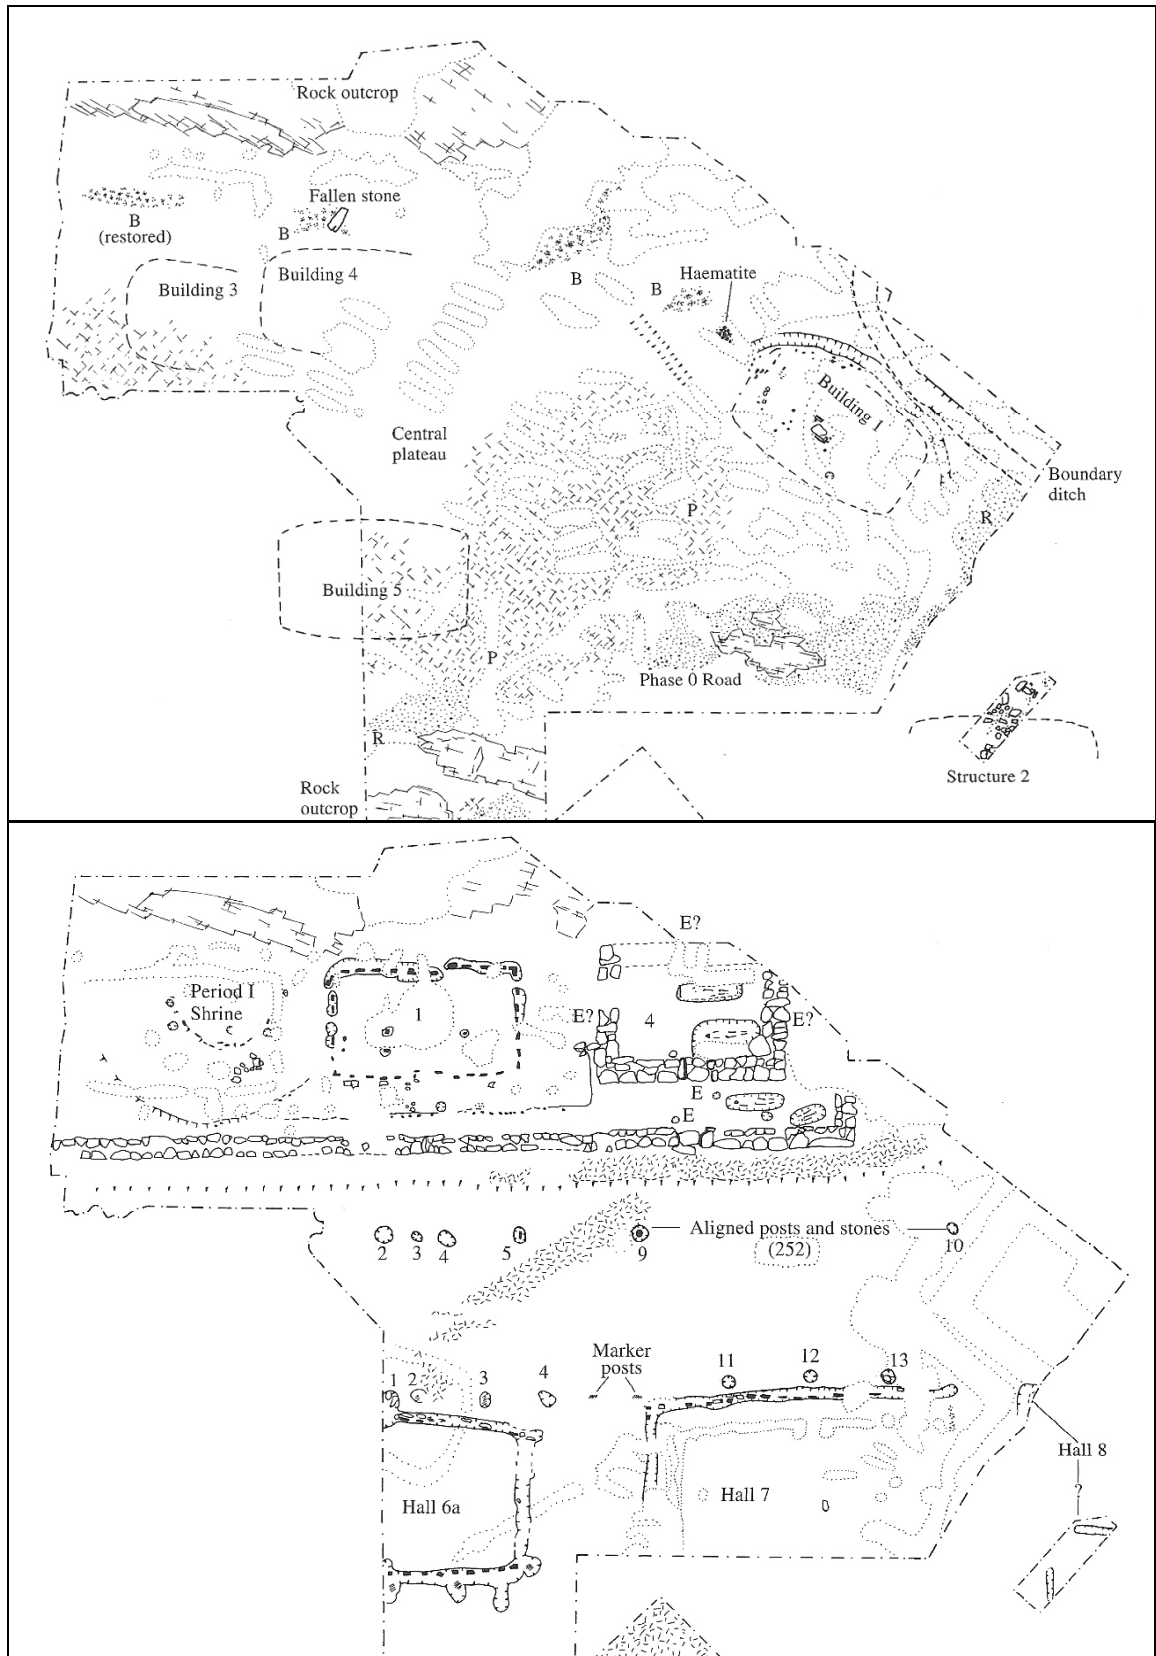 Rock outcrop
Fallen stone
B
(restored)
B
Building 3
Building 4
B
B
Haematite
Building 1
Central
plateau
Boundary
ditch
P
R
Building 5
P
Phase 0 Road
R
Structure 2
Rock
outcrop
E?
Period I
Shrine
1
E?
4
E?
E
E
Aligned posts and stones
(252)
2
3
4
5
9
10
Marker
posts
1
2
3
4
11
12
13
Hall 8
?
Hall 6a
Hall 7